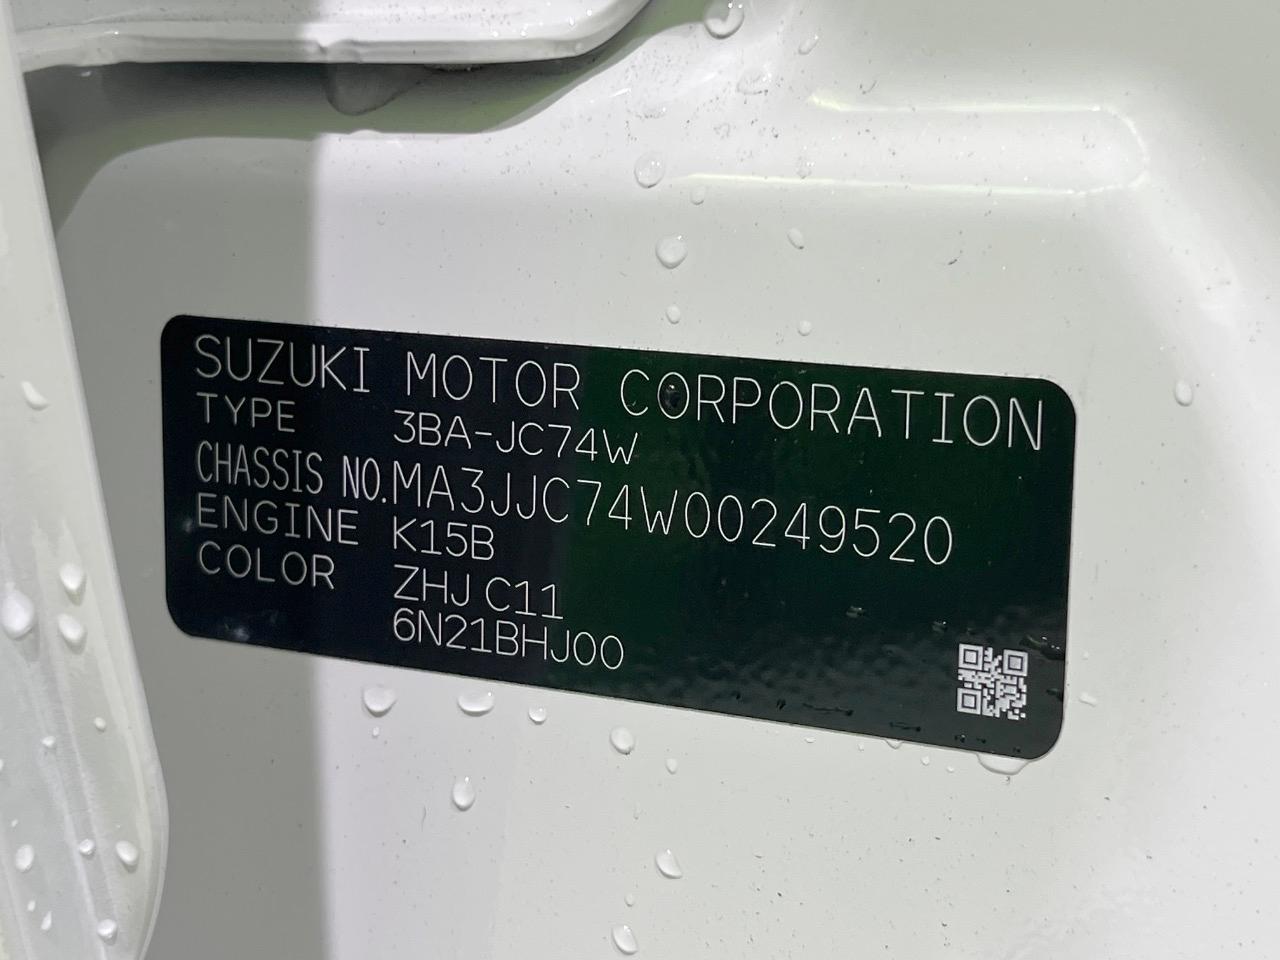 SUZUKI MOTOR CORPORATION
TYPE 3BA-JC74W
CHASSIS NO.MA3JJC74W00249520
ENGINE K15B
COLOR ZHJ C11
6N21BHJ00